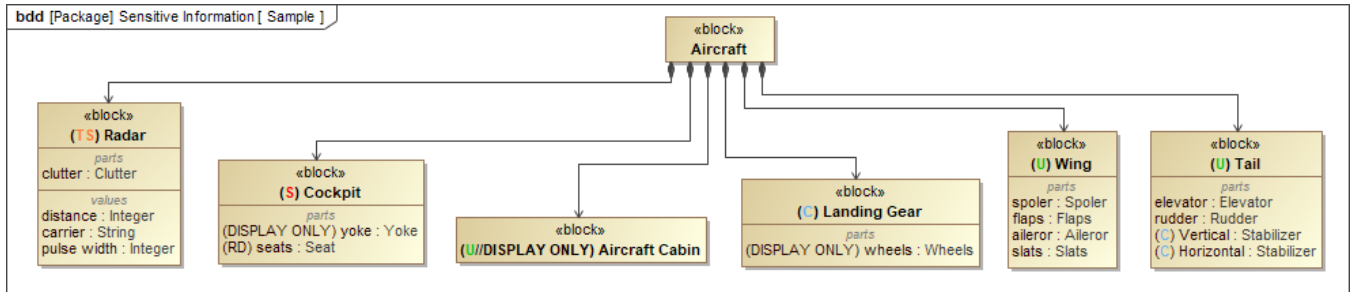 bdd [Package] Sensitive Information [ Sample ]
«block»
Aircraft
«block»
(TS) Radar
parts
clutter : Clutter
values
distance : Integer
carrier : String
pulse width : Integer
«block»
(S) Cockpit
parts
(DISPLAY ONLY) yoke : Yoke
(RD) seats : Seat
«block»
(U//DISPLAY ONLY) Aircraft Cabin
«block»
(C) Landing Gear
parts
(DISPLAY ONLY) wheels : Wheels
«block»
(U) Wing
parts
spoler : Spoler
flaps : Flaps
aileror : Aileror
slats : Slats
«block»
(U) Tail
parts
elevator : Elevator
rudder : Rudder
(C) Vertical : Stabilizer
(C) Horizontal : Stabilizer